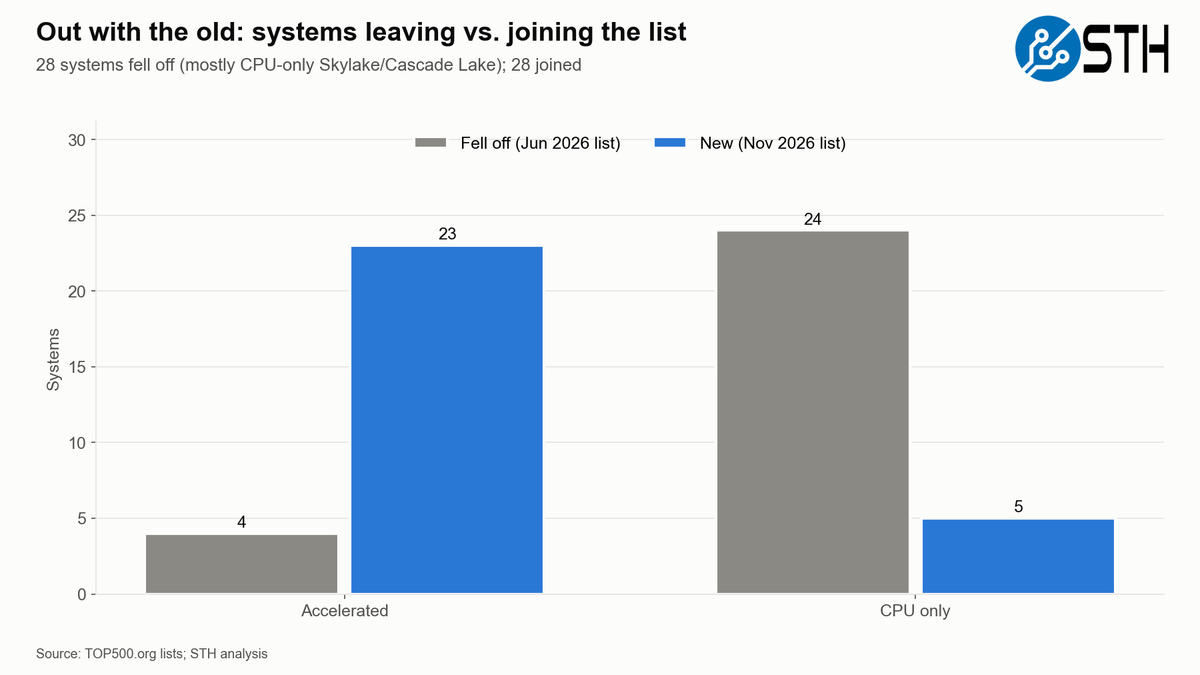 Out with the old: systems leaving vs. joining the list
28 systems fell off (mostly CPU-only Skylake/Cascade Lake); 28 joined
STH
30
Fell off (Jun 2026 list)
New (Nov 2026 list)
25
24
23
20
Systems
15
10
5
5
4
0
Accelerated
CPU only
Source: TOP500.org lists; STH analysis